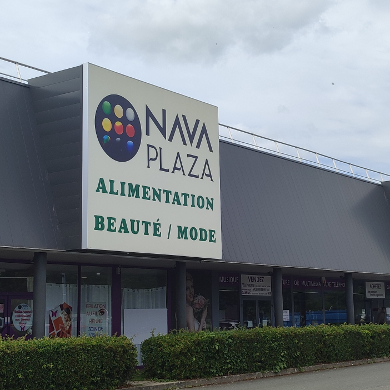 NAVA
PLAZA
ALIMENTATION
BEAUTÉ / MODE